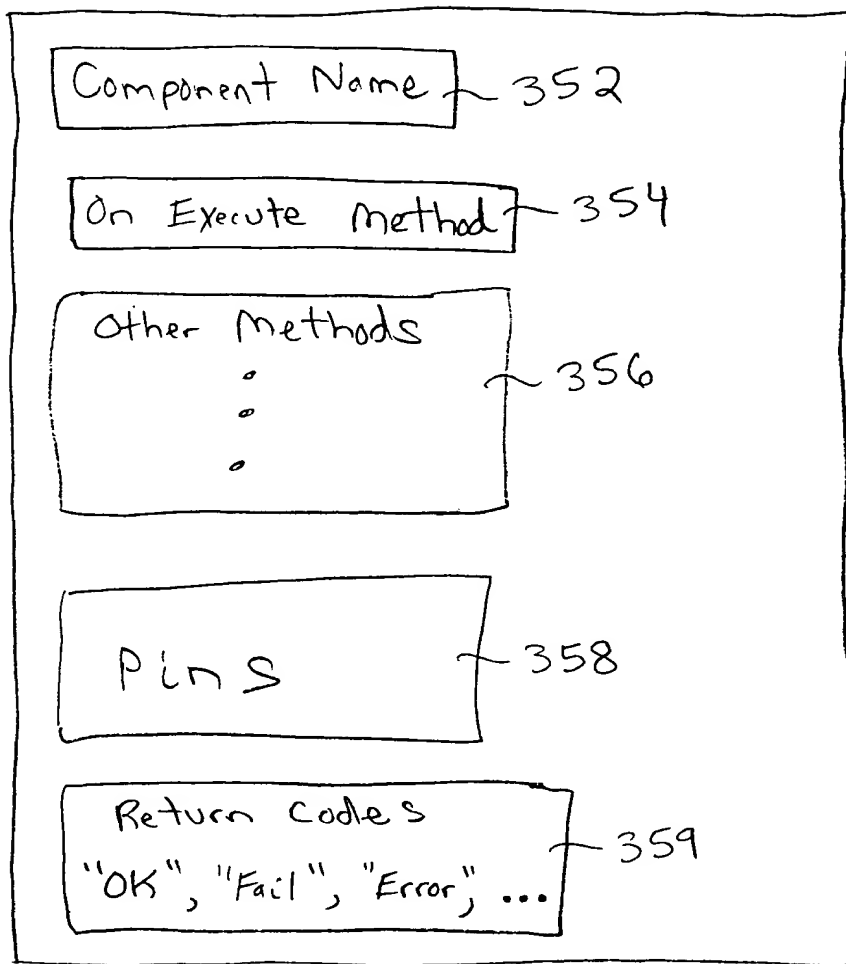 Component Name 352
On Execute Method 354
Other Methods 356
Pins 358
Return Codes
"OK", "Fail", "Error", ... 359